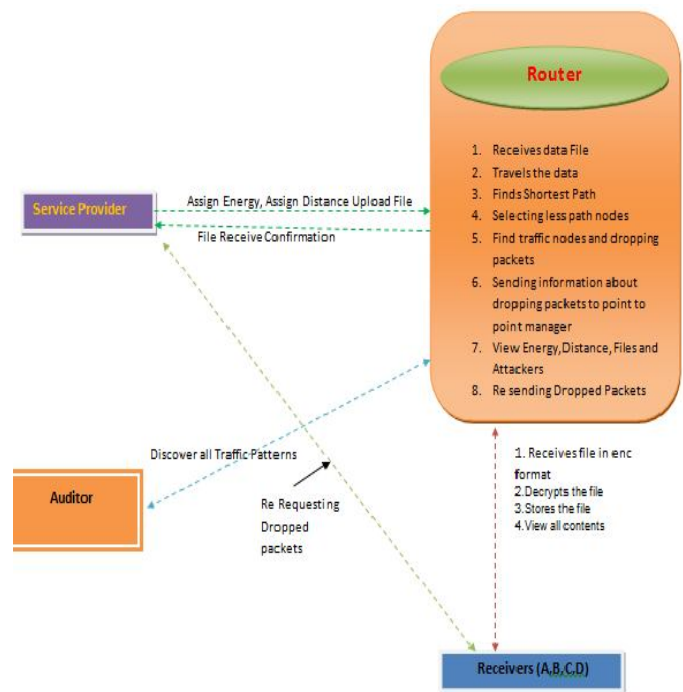 Router
1. Receives data File
2. Travels the data
3. Finds Shortest Path
4. Selecting less path nodes
5. Find traffic nodes and dropping
packets
6. Sending information about
dropping packets to point to
point manager
7. View Energy,Distance, Files and
Attackers
8. Re sending Dropped Packets
Service Provider
Assign Energy, Assign Distance Upload File
File Receive Confirmation
Discover all Traffic Patterns
Auditor
Re Requesting
Dropped
packets
1. Receives file in enc
format
2.Decrypts the file
3.Stores the file
4.View all contents
Receivers (A,B,C,D)